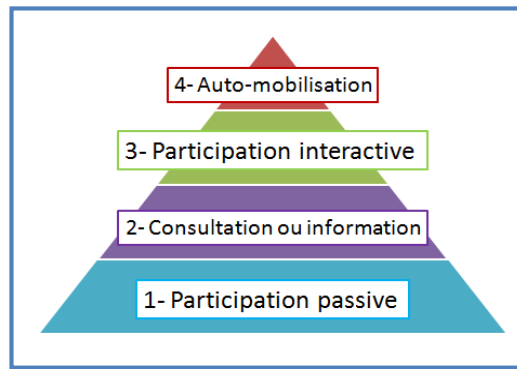 4- Auto-mobilisation
3- Participation interactive
2- Consultation ou information
1- Participation passive